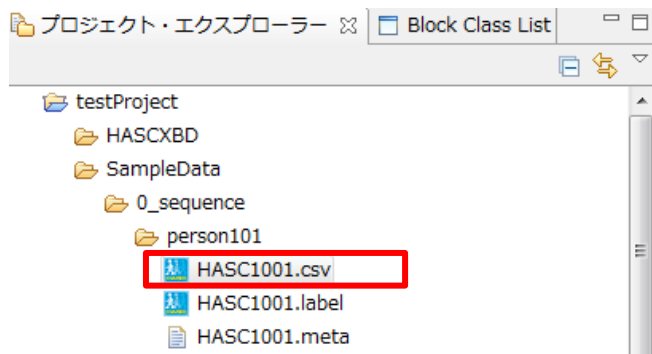 プロジェクト・エクスプローラー Block Class List
testProject
HASCXBD
SampleData
0_sequence
person101
HASC1001.csv
HASC1001.label
HASC1001.meta